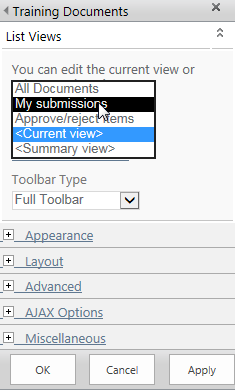 Training Documents
List Views
You can edit the current view or
All Documents
My submissions
Approve/reject items
<Current view>
<Summary view>
Toolbar Type
Full Toolbar
Appearance
Layout
Advanced
AJAX Options
Miscellaneous
OK Cancel Apply